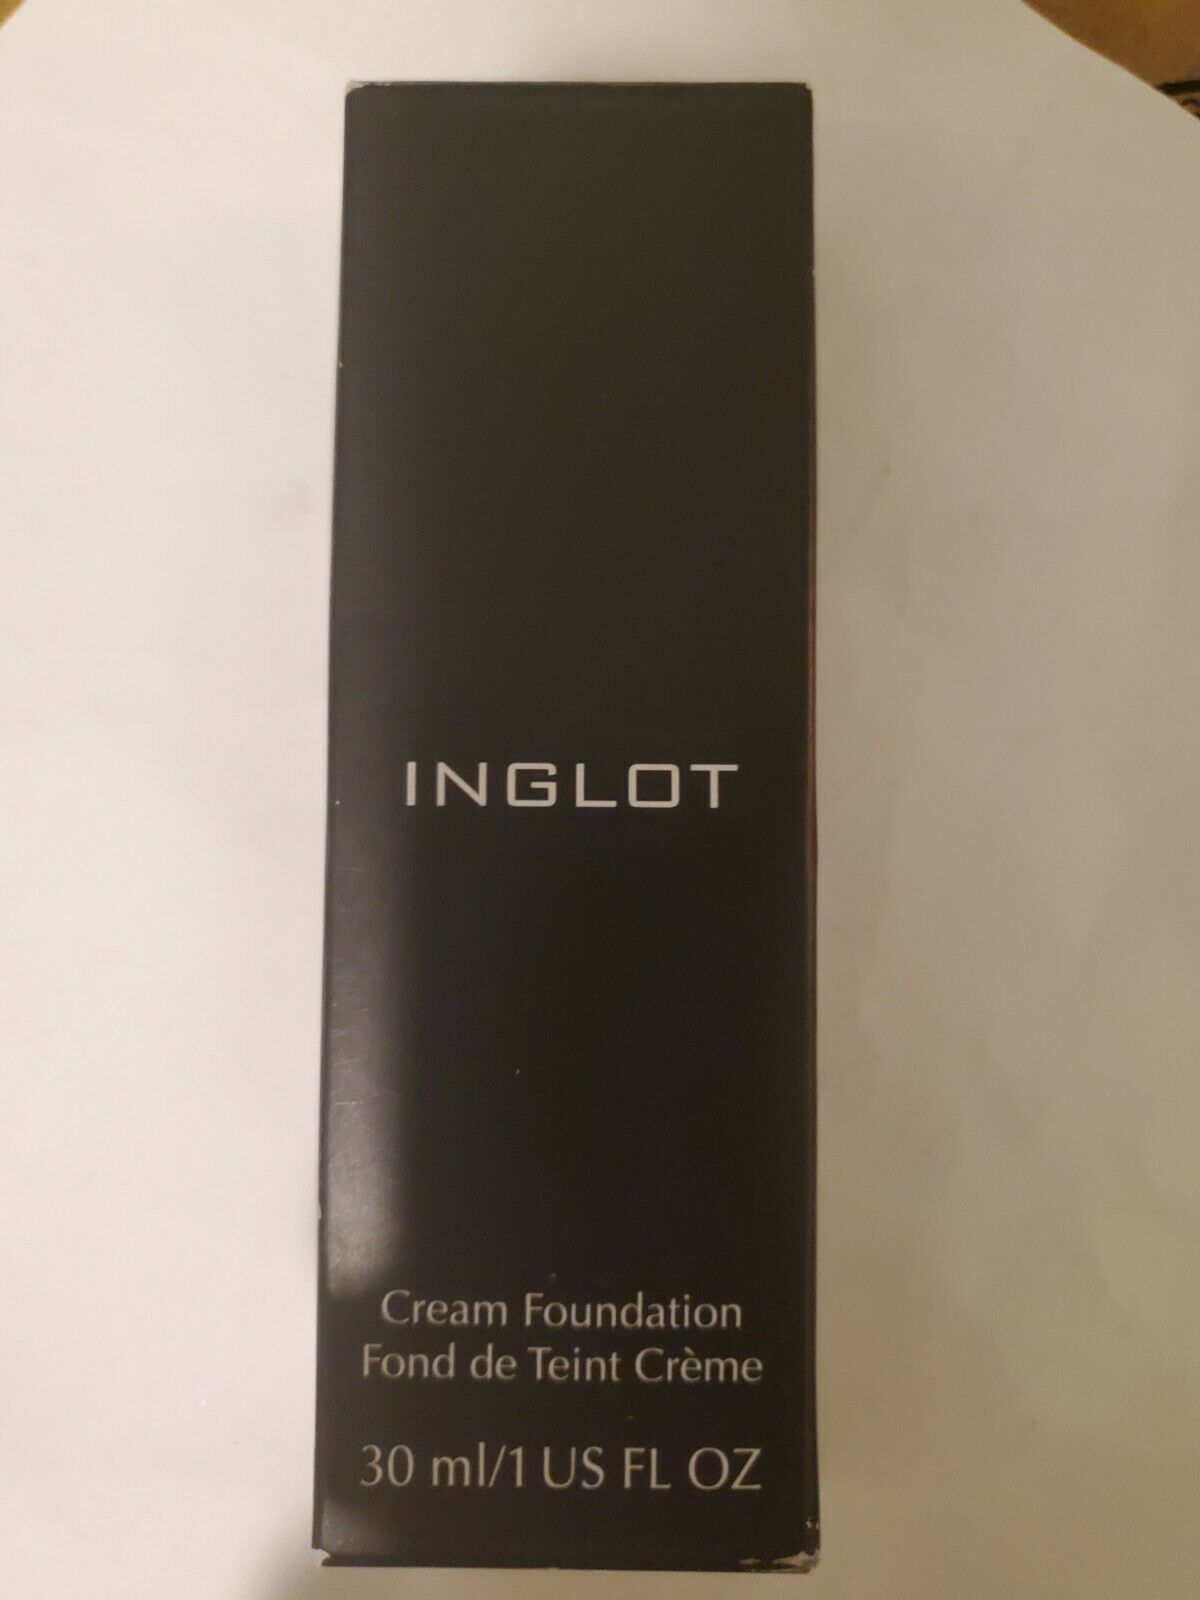 INGLOT
Cream Foundation
Fond de Teint Crème
30 ml/1 US FL OZ